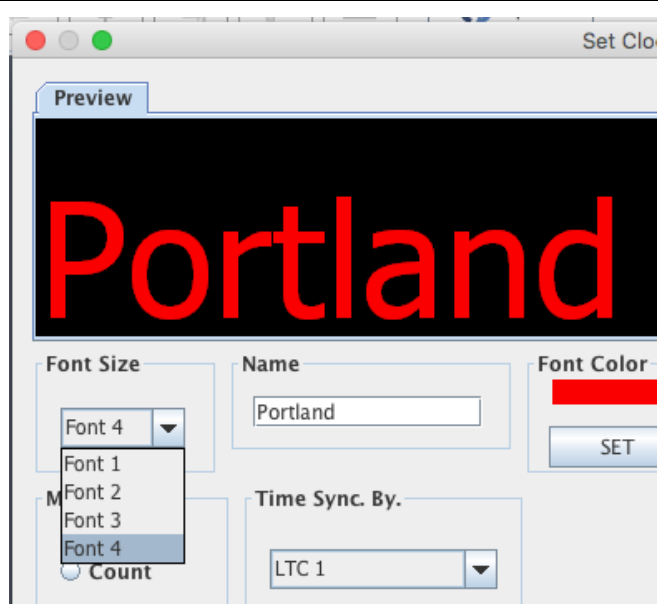 Set Clo
Preview
Portland
Font Size
Name
Font Color
Font 4
Portland
SET
Font 1
Font 2
Font 3
Font 4
M
Time Sync. By.
Count
LTC 1